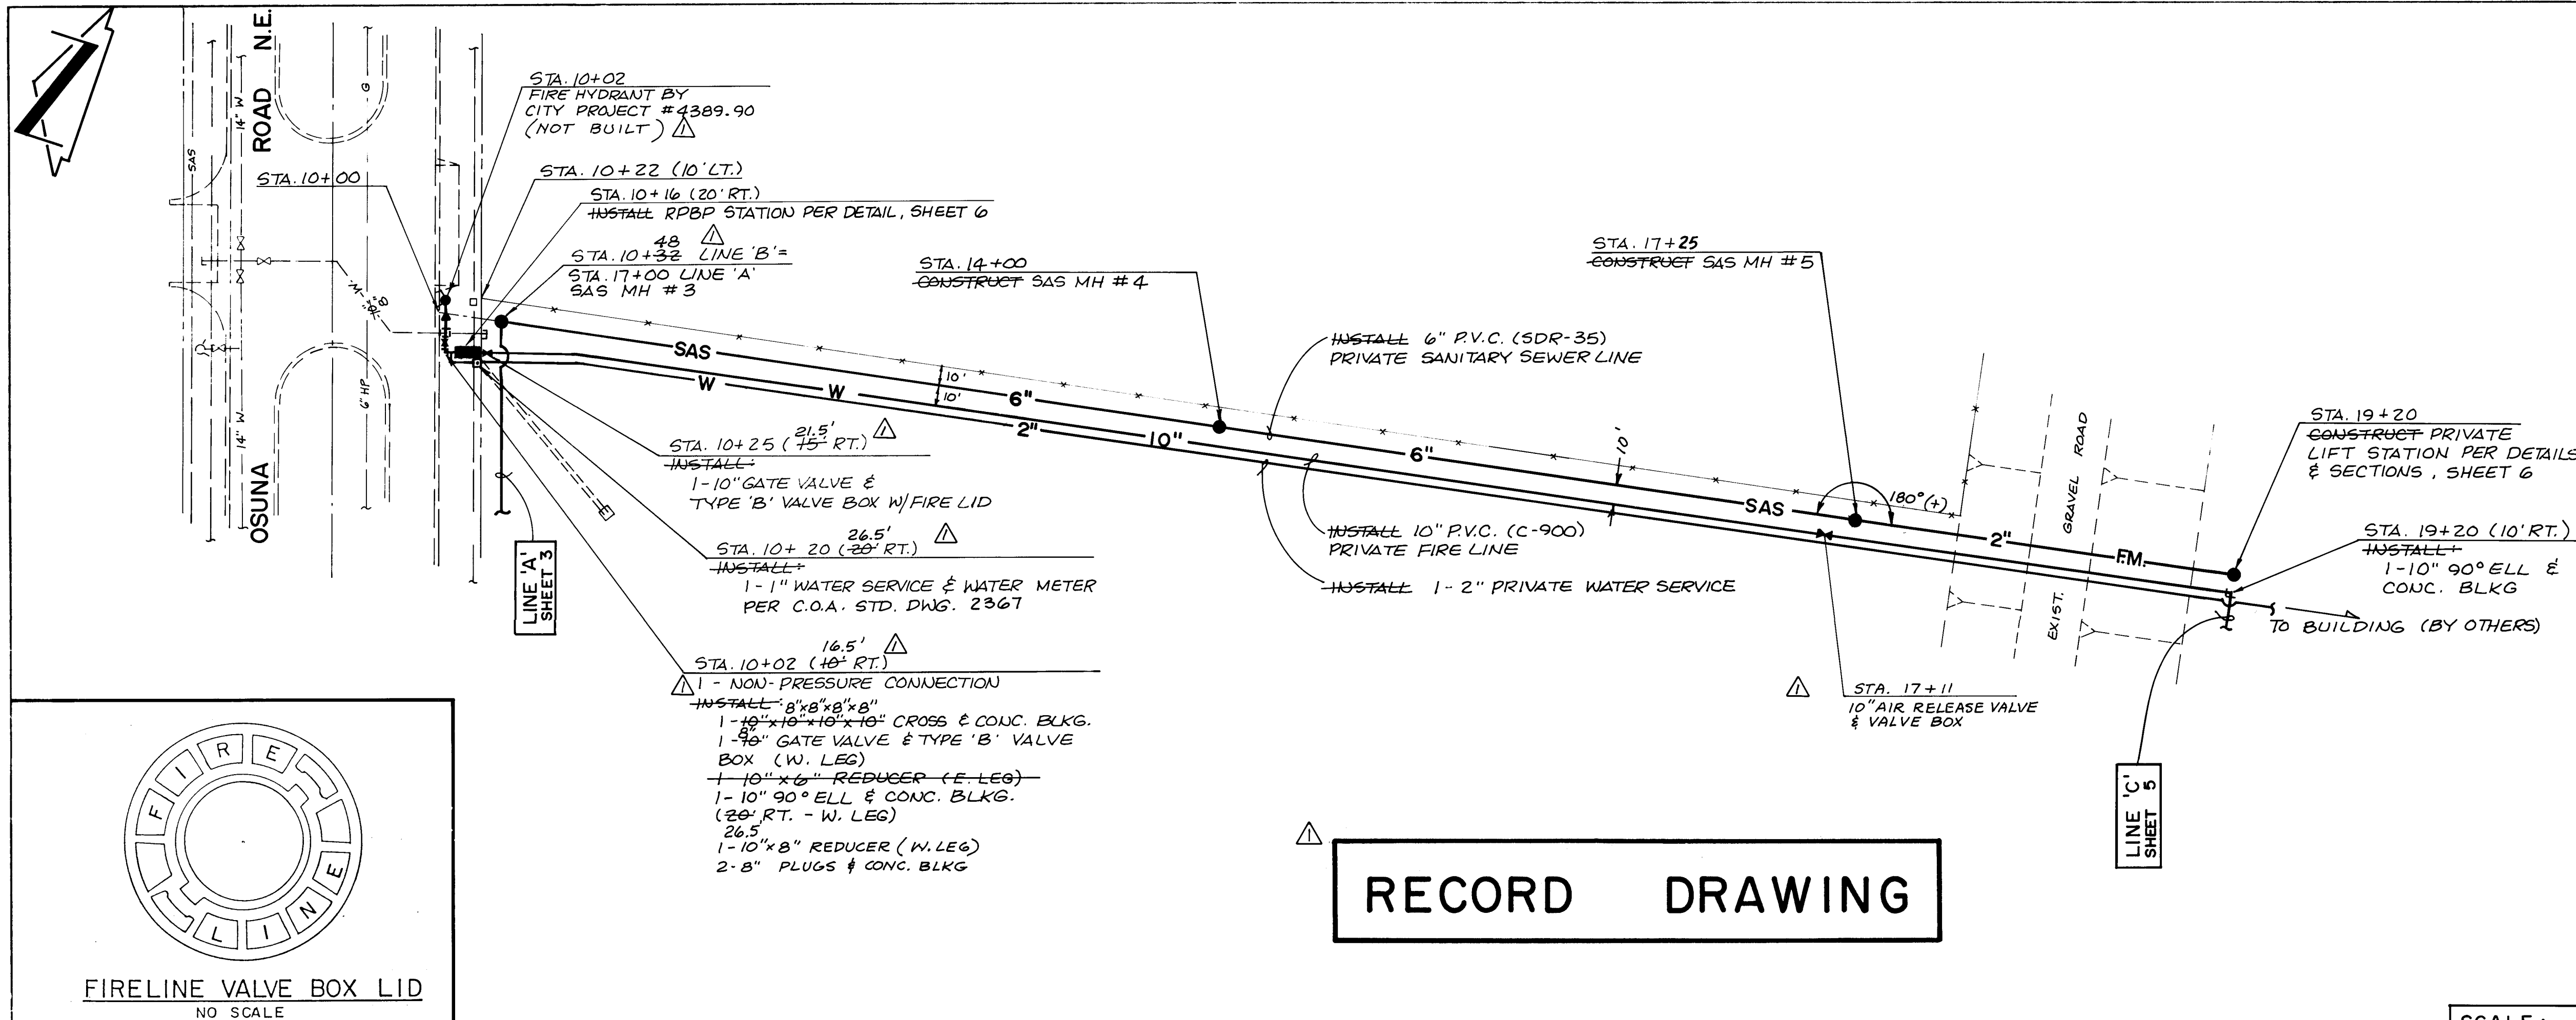 OSUNA ROAD N.E.
SAS
14" W
14" W
G
6" HP
10" W.
8"
STA. 10+00
STA. 10+02
FIRE HYDRANT BY
CITY PROJECT #4389.90
(NOT BUILT) 1
STA. 10+22 (10' LT.)
STA. 10+16 (20' RT.)
INSTALL RPBP STATION PER DETAIL, SHEET 6
48 1
STA. 10+32 LINE 'B'=
STA. 17+00 LINE 'A'
SAS MH #3
STA. 14+00
CONSTRUCT SAS MH #4
STA. 17+25
CONSTRUCT SAS MH #5
INSTALL 6" P.V.C. (SDR-35)
PRIVATE SANITARY SEWER LINE
SAS
6"
6"
SAS
2"
F.M.
W
W
2"
10"
10'
10'
10'
180°(+)
EXIST. GRAVEL ROAD
STA. 19+20
CONSTRUCT PRIVATE
LIFT STATION PER DETAILS
& SECTIONS, SHEET 6
STA. 19+20 (10' RT.)
INSTALL:
1-10" 90° ELL &
CONC. BLKG
TO BUILDING (BY OTHERS)
21.5'
STA. 10+25 (15' RT.) 1
INSTALL:
1-10" GATE VALVE &
TYPE 'B' VALVE BOX W/FIRE LID
26.5' 1
STA. 10+20 (20' RT.)
INSTALL:
1-1" WATER SERVICE & WATER METER
PER C.O.A. STD. DWG. 2367
INSTALL 10" P.V.C. (C-900)
PRIVATE FIRE LINE
INSTALL 1-2" PRIVATE WATER SERVICE
LINE 'A'
SHEET 3
16.5' 1
STA. 10+02 (10' RT.)
1 1 - NON-PRESSURE CONNECTION
INSTALL: 8"x8"x8"x8"
1-10"x10"x10"x10" CROSS & CONC. BLKG.
8"
1-10" GATE VALVE & TYPE 'B' VALVE
BOX (W. LEG)
1-10"x6" REDUCER (E. LEG)
1-10" 90° ELL & CONC. BLKG.
(20' RT. - W. LEG)
26.5
1-10"x8" REDUCER (W. LEG)
2-8" PLUGS & CONC. BLKG
1 STA. 17+11
10" AIR RELEASE VALVE
& VALVE BOX
LINE 'C'
SHEET 5
FIRE
LINE
FIRELINE VALVE BOX LID
NO SCALE
1
RECORD DRAWING
SCALE: